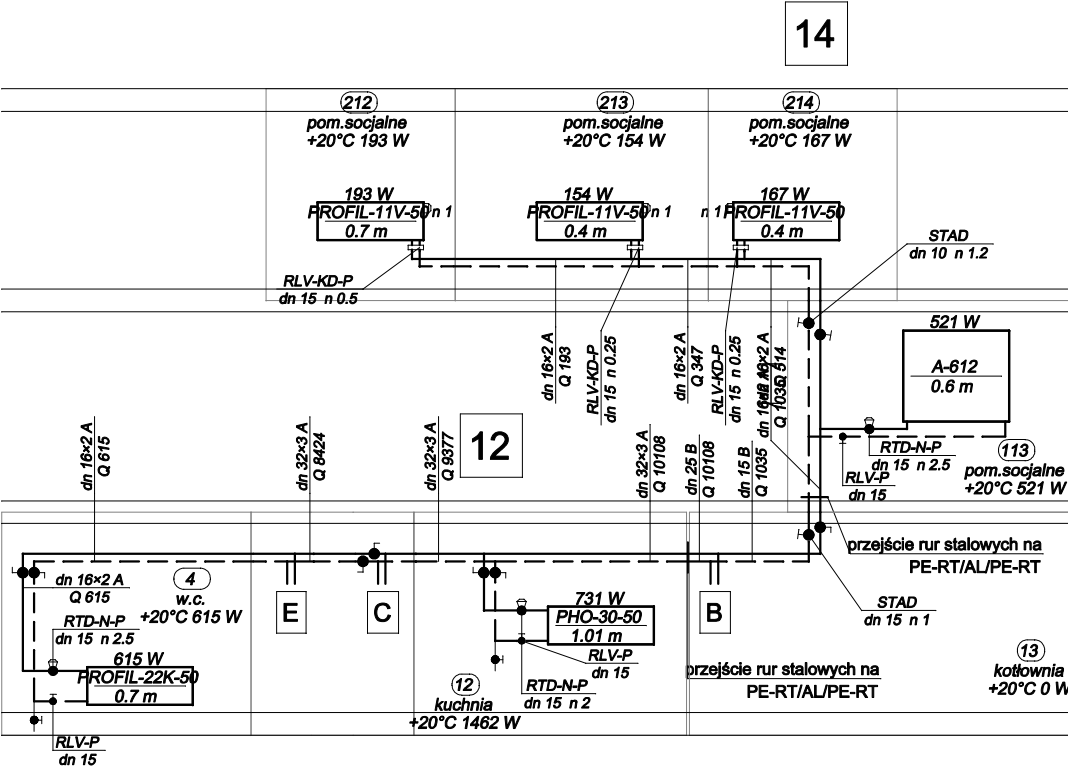 14
212
pom.socjalne
+20°C 193 W
213
pom.socjalne
+20°C 154 W
214
pom.socjalne
+20°C 167 W
193 W
PROFIL-11V-50 n 1
0.7 m
154 W
PROFIL-11V-50 n 1
0.4 m
167 W
n 1 PROFIL-11V-50
0.4 m
STAD
dn 10 n 1.2
RLV-KD-P
dn 15 n 0.5
dn 16×2 A
Q 193
RLV-KD-P
dn 15 n 0.25
dn 16×2 A
Q 347
RLV-KD-P
dn 15 n 0.25
Q 514
Q 1035
521 W
A-612
0.6 m
RTD-N-P
dn 15 n 2.5
RLV-P
dn 15
113
pom.socjalne
+20°C 521 W
12
dn 16×2 A
Q 615
dn 32×3 A
Q 8424
dn 32×3 A
Q 9377
dn 32×3 A
Q 10108
dn 25 B
Q 10108
dn 15 B
Q 1035
przejście rur stalowych na
PE-RT/AL/PE-RT
dn 16×2 A
Q 615
4
w.c.
+20°C 615 W
E
C
B
RTD-N-P
dn 15 n 2.5
615 W
PROFIL-22K-50
0.7 m
RLV-P
dn 15
731 W
PHO-30-50
1.01 m
RLV-P
dn 15
RTD-N-P
dn 15 n 2
12
kuchnia
+20°C 1462 W
przejście rur stalowych na
PE-RT/AL/PE-RT
STAD
dn 15 n 1
13
kotłownia
+20°C 0 W